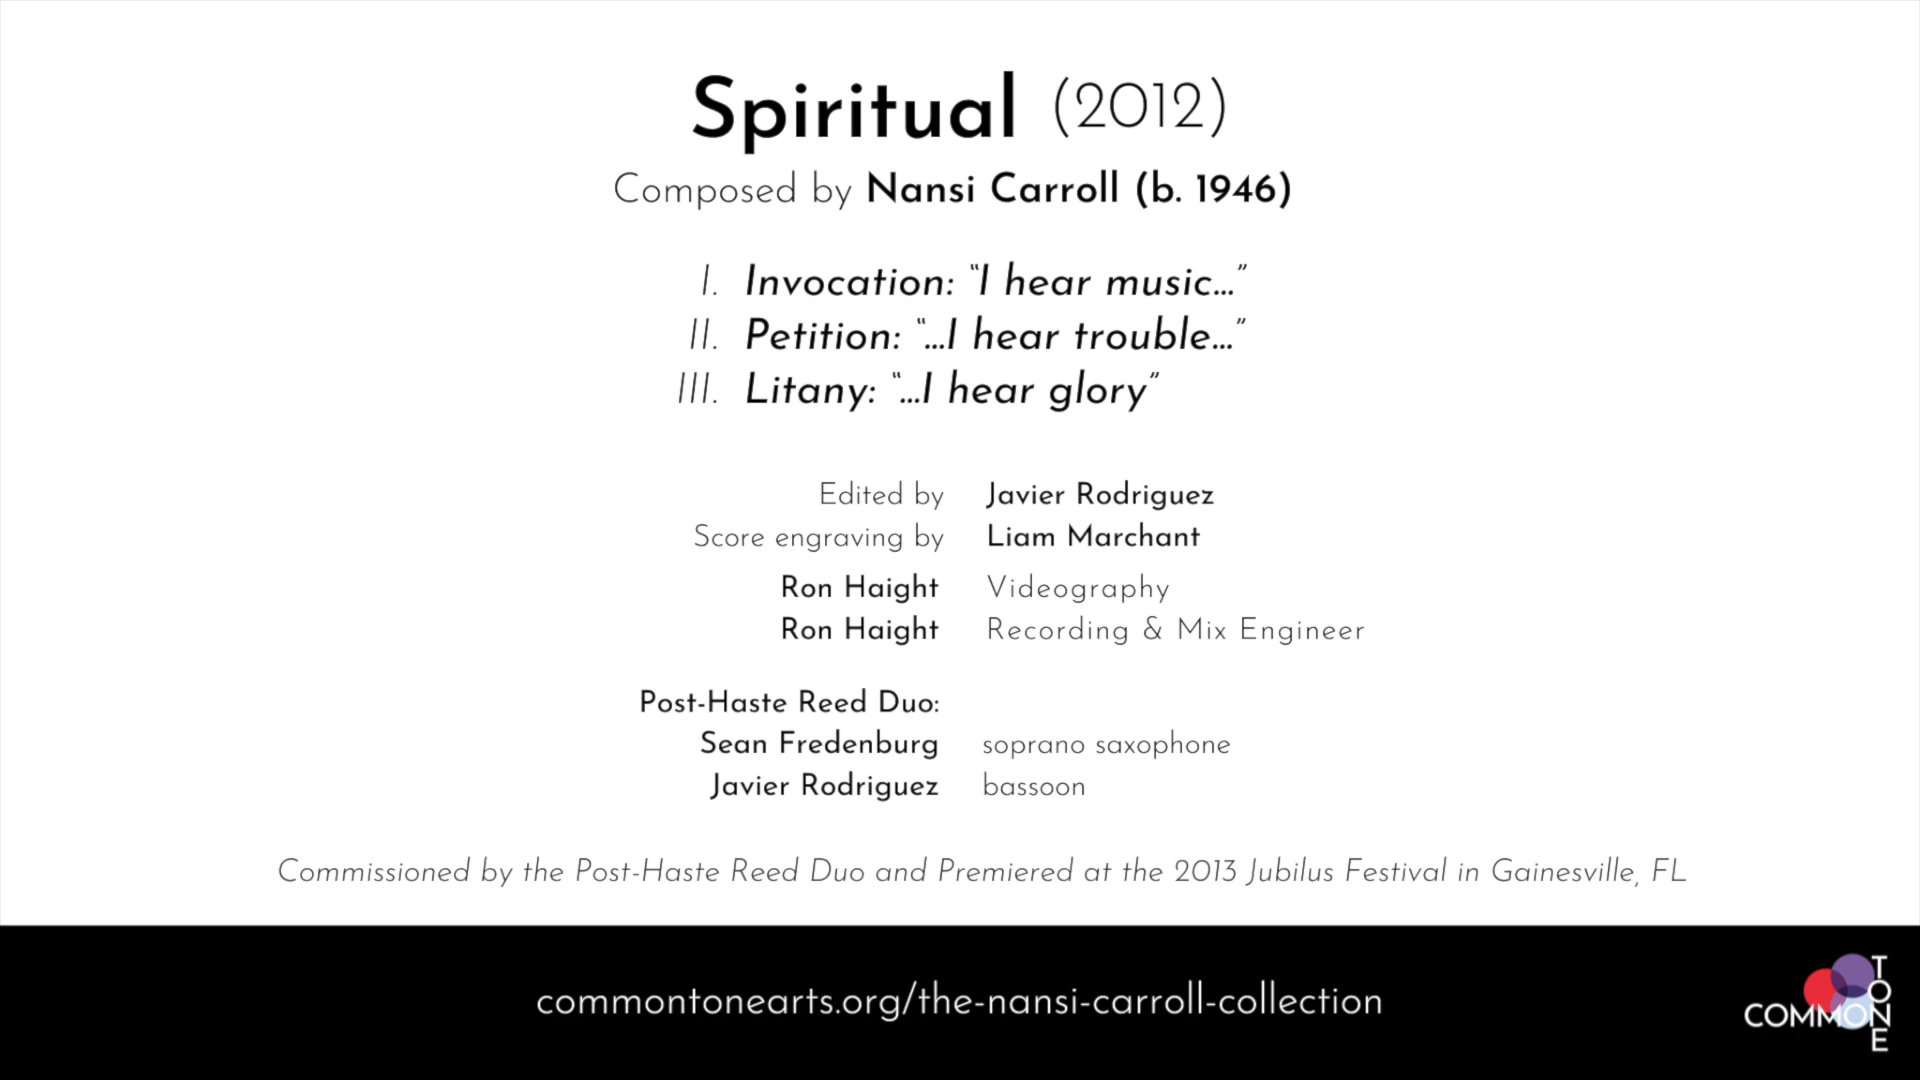 Spiritual (2012)
Composed by Nansi Carroll (b. 1946)
I. Invocation: “I hear music...”
II. Petition: “...I hear trouble...”
III. Litany: “...I hear glory”
Edited by Javier Rodriguez
Score engraving by Liam Marchant
Ron Haight Videography
Ron Haight Recording & Mix Engineer
Post-Haste Reed Duo:
Sean Fredenburg soprano saxophone
Javier Rodriguez bassoon
Commissioned by the Post-Haste Reed Duo and Premiered at the 2013 Jubilus Festival in Gainesville, FL
commontonearts.org/the-nansi-carroll-collection
COMMON
TONE